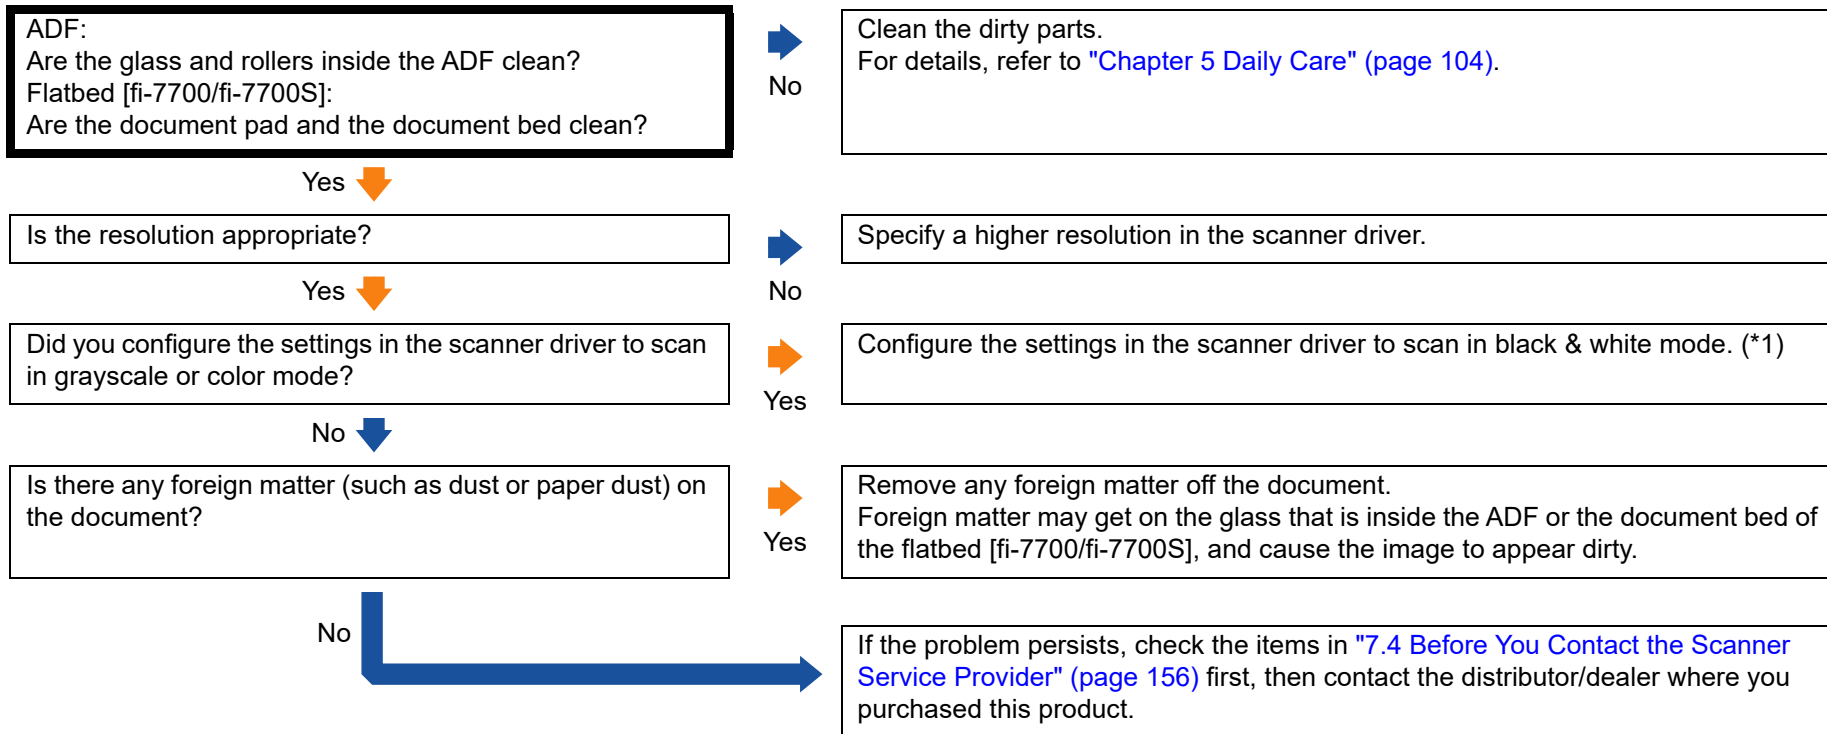 ADF:
Are the glass and rollers inside the ADF clean?
Flatbed [fi-7700/fi-7700S]:
Are the document pad and the document bed clean?
No
Clean the dirty parts.
For details, refer to "Chapter 5 Daily Care" (page 104).
Yes
Is the resolution appropriate?
No
Specify a higher resolution in the scanner driver.
Yes
Did you configure the settings in the scanner driver to scan
in grayscale or color mode?
Yes
Configure the settings in the scanner driver to scan in black & white mode. (*1)
No
Is there any foreign matter (such as dust or paper dust) on
the document?
Yes
Remove any foreign matter off the document.
Foreign matter may get on the glass that is inside the ADF or the document bed of
the flatbed [fi-7700/fi-7700S], and cause the image to appear dirty.
No
If the problem persists, check the items in "7.4 Before You Contact the Scanner
Service Provider" (page 156) first, then contact the distributor/dealer where you
purchased this product.